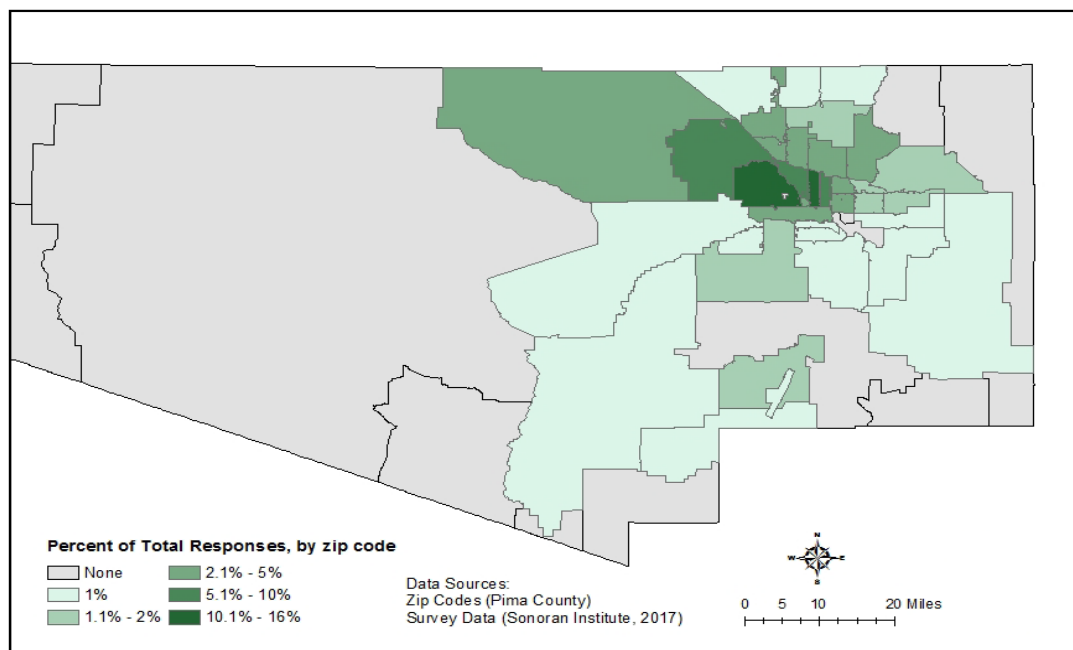 Percent of Total Responses, by zip code
None
1%
1.1% - 2%
2.1% - 5%
5.1% - 10%
10.1% - 16%
Data Sources:
Zip Codes (Pima County)
Survey Data (Sonoran Institute, 2017)
N
W E
S
0 5 10 20 Miles